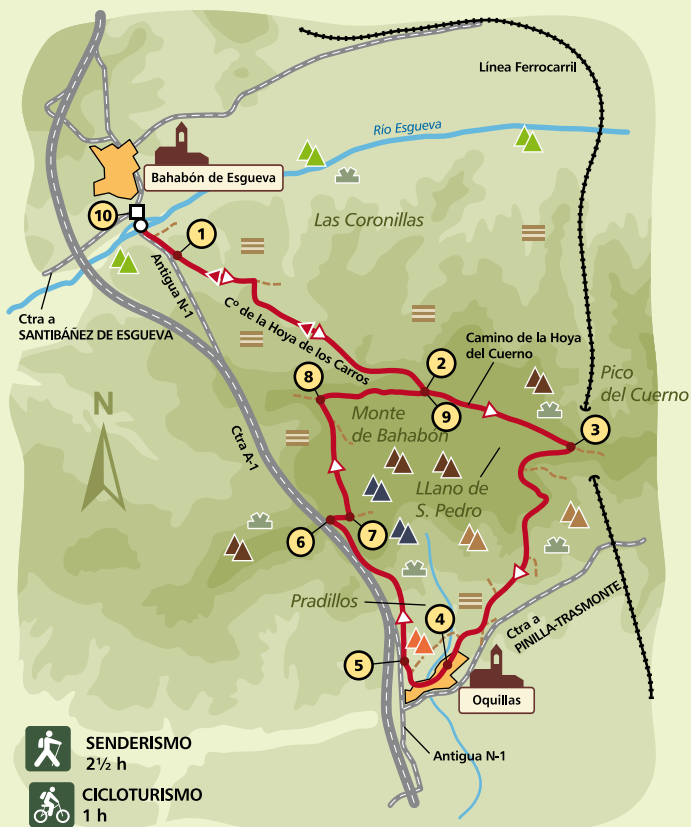 Línea Ferrocarril
Río Esgueva
Bahabón de Esgueva
10
1
Las Coronillas
Antigua N-1
Ctra a
SANTIBÁÑEZ DE ESGUEVA
Cº de la Hoya de los Carros
Camino de la Hoya
del Cuerno
2
8
9
Pico
del Cuerno
N
Monte
de Bahabón
3
Ctra A-1
LLano de
S. Pedro
6
7
Pradillos
4
Ctra a
PINILLA-TRASMONTE
5
Oquillas
Antigua N-1
SENDERISMO
2½ h
CICLOTURISMO
1 h